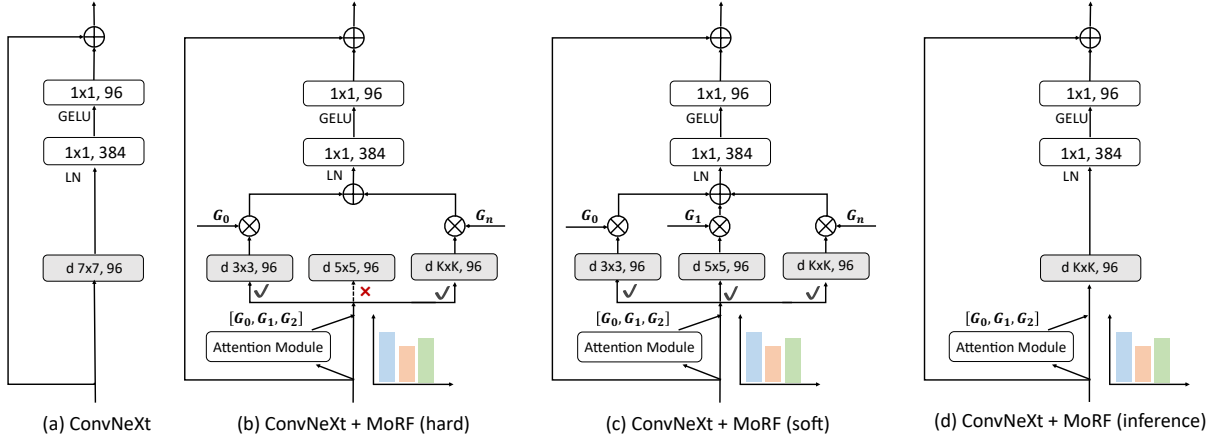 1x1, 96
GELU
1x1, 384
LN
d 7x7, 96
(a) ConvNeXt
1x1, 96
GELU
1x1, 384
LN
G0
Gn
d 3x3, 96
d 5x5, 96
d KxK, 96
[G0, G1, G2]
Attention Module
(b) ConvNeXt + MoRF (hard)
1x1, 96
GELU
1x1, 384
LN
G0
G1
Gn
d 3x3, 96
d 5x5, 96
d KxK, 96
[G0, G1, G2]
Attention Module
(c) ConvNeXt + MoRF (soft)
1x1, 96
GELU
1x1, 384
LN
d KxK, 96
[G0, G1, G2]
Attention Module
(d) ConvNeXt + MoRF (inference)